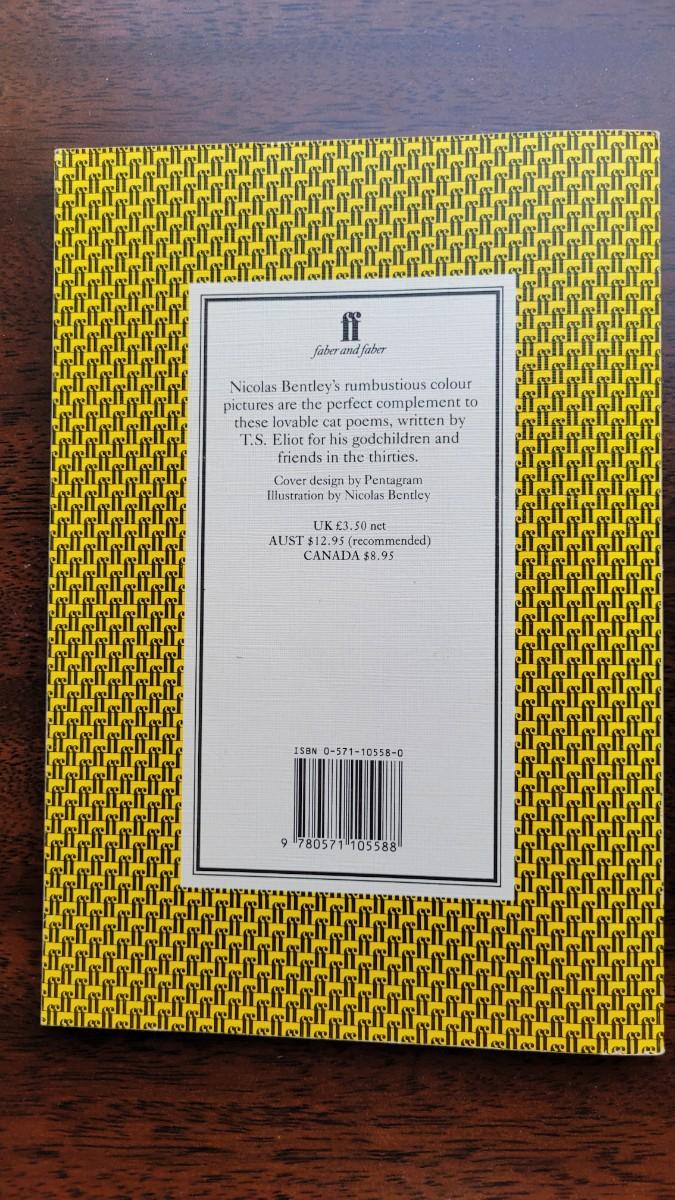 ff
faber and faber
Nicolas Bentley's rumbustious colour
pictures are the perfect complement to
these lovable cat poems, written by
T.S. Eliot for his godchildren and
friends in the thirties.
Cover design by Pentagram
Illustration by Nicolas Bentley
UK £3.50 net
AUST $12.95 (recommended)
CANADA $8.95
ISBN 0-571-10558-0
9 780571 105588